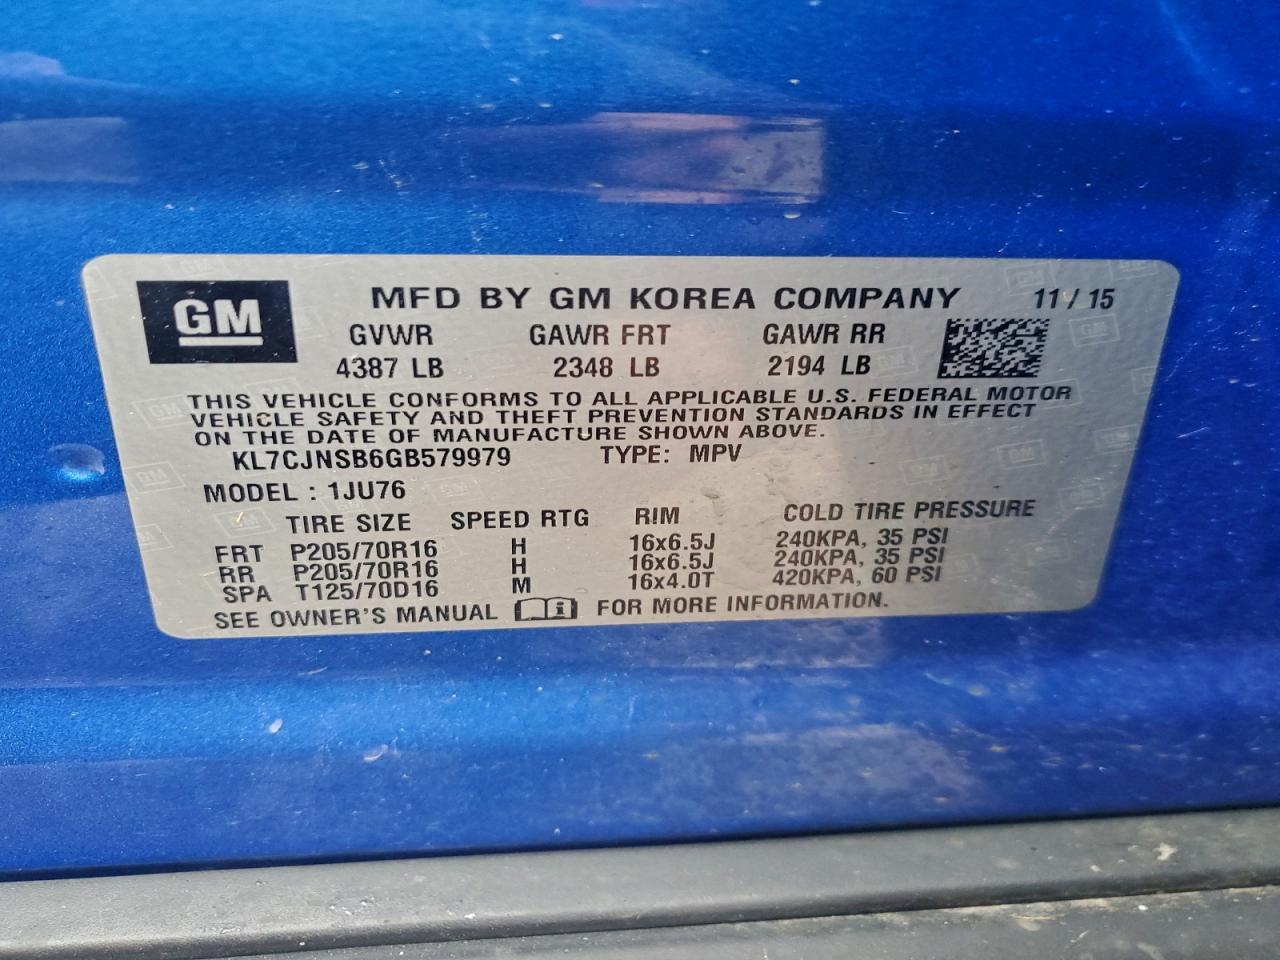 GM MFD BY GM KOREA COMPANY 11/15
GVWR GAWR FRT GAWR RR
4387 LB 2348 LB 2194 LB
THIS VEHICLE CONFORMS TO ALL APPLICABLE U.S. FEDERAL MOTOR
VEHICLE SAFETY AND THEFT PREVENTION STANDARDS IN EFFECT
ON THE DATE OF MANUFACTURE SHOWN ABOVE.
KL7CJNSB6GB579979 TYPE: MPV
MODEL : 1JU76
TIRE SIZE SPEED RTG RIM COLD TIRE PRESSURE
FRT P205/70R16 H 16x6.5J 240KPA, 35 PSI
RR P205/70R16 H 16x6.5J 240KPA, 35 PSI
SPA T125/70D16 M 16x4.0T 420KPA, 60 PSI
SEE OWNER'S MANUAL i FOR MORE INFORMATION.